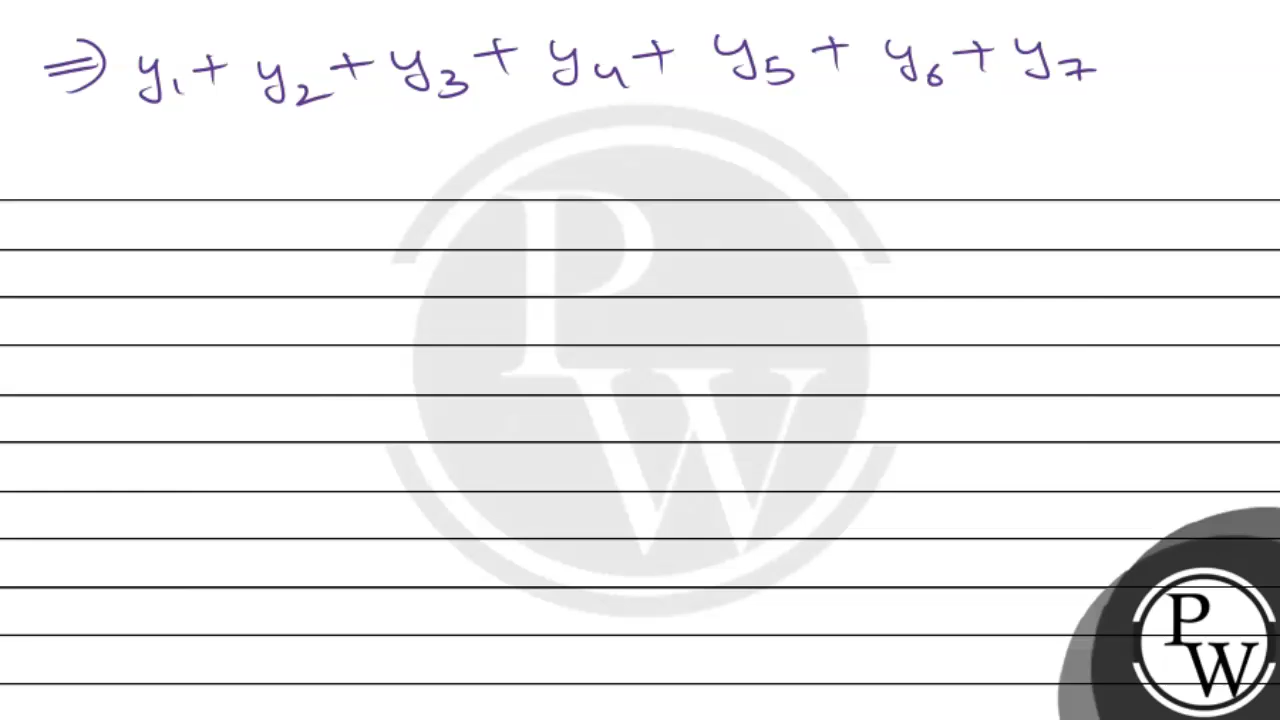 ⇒ y₁ + y₂ + y₃ + y₄ + y₅ + y₆ + y₇
P
W
P
W